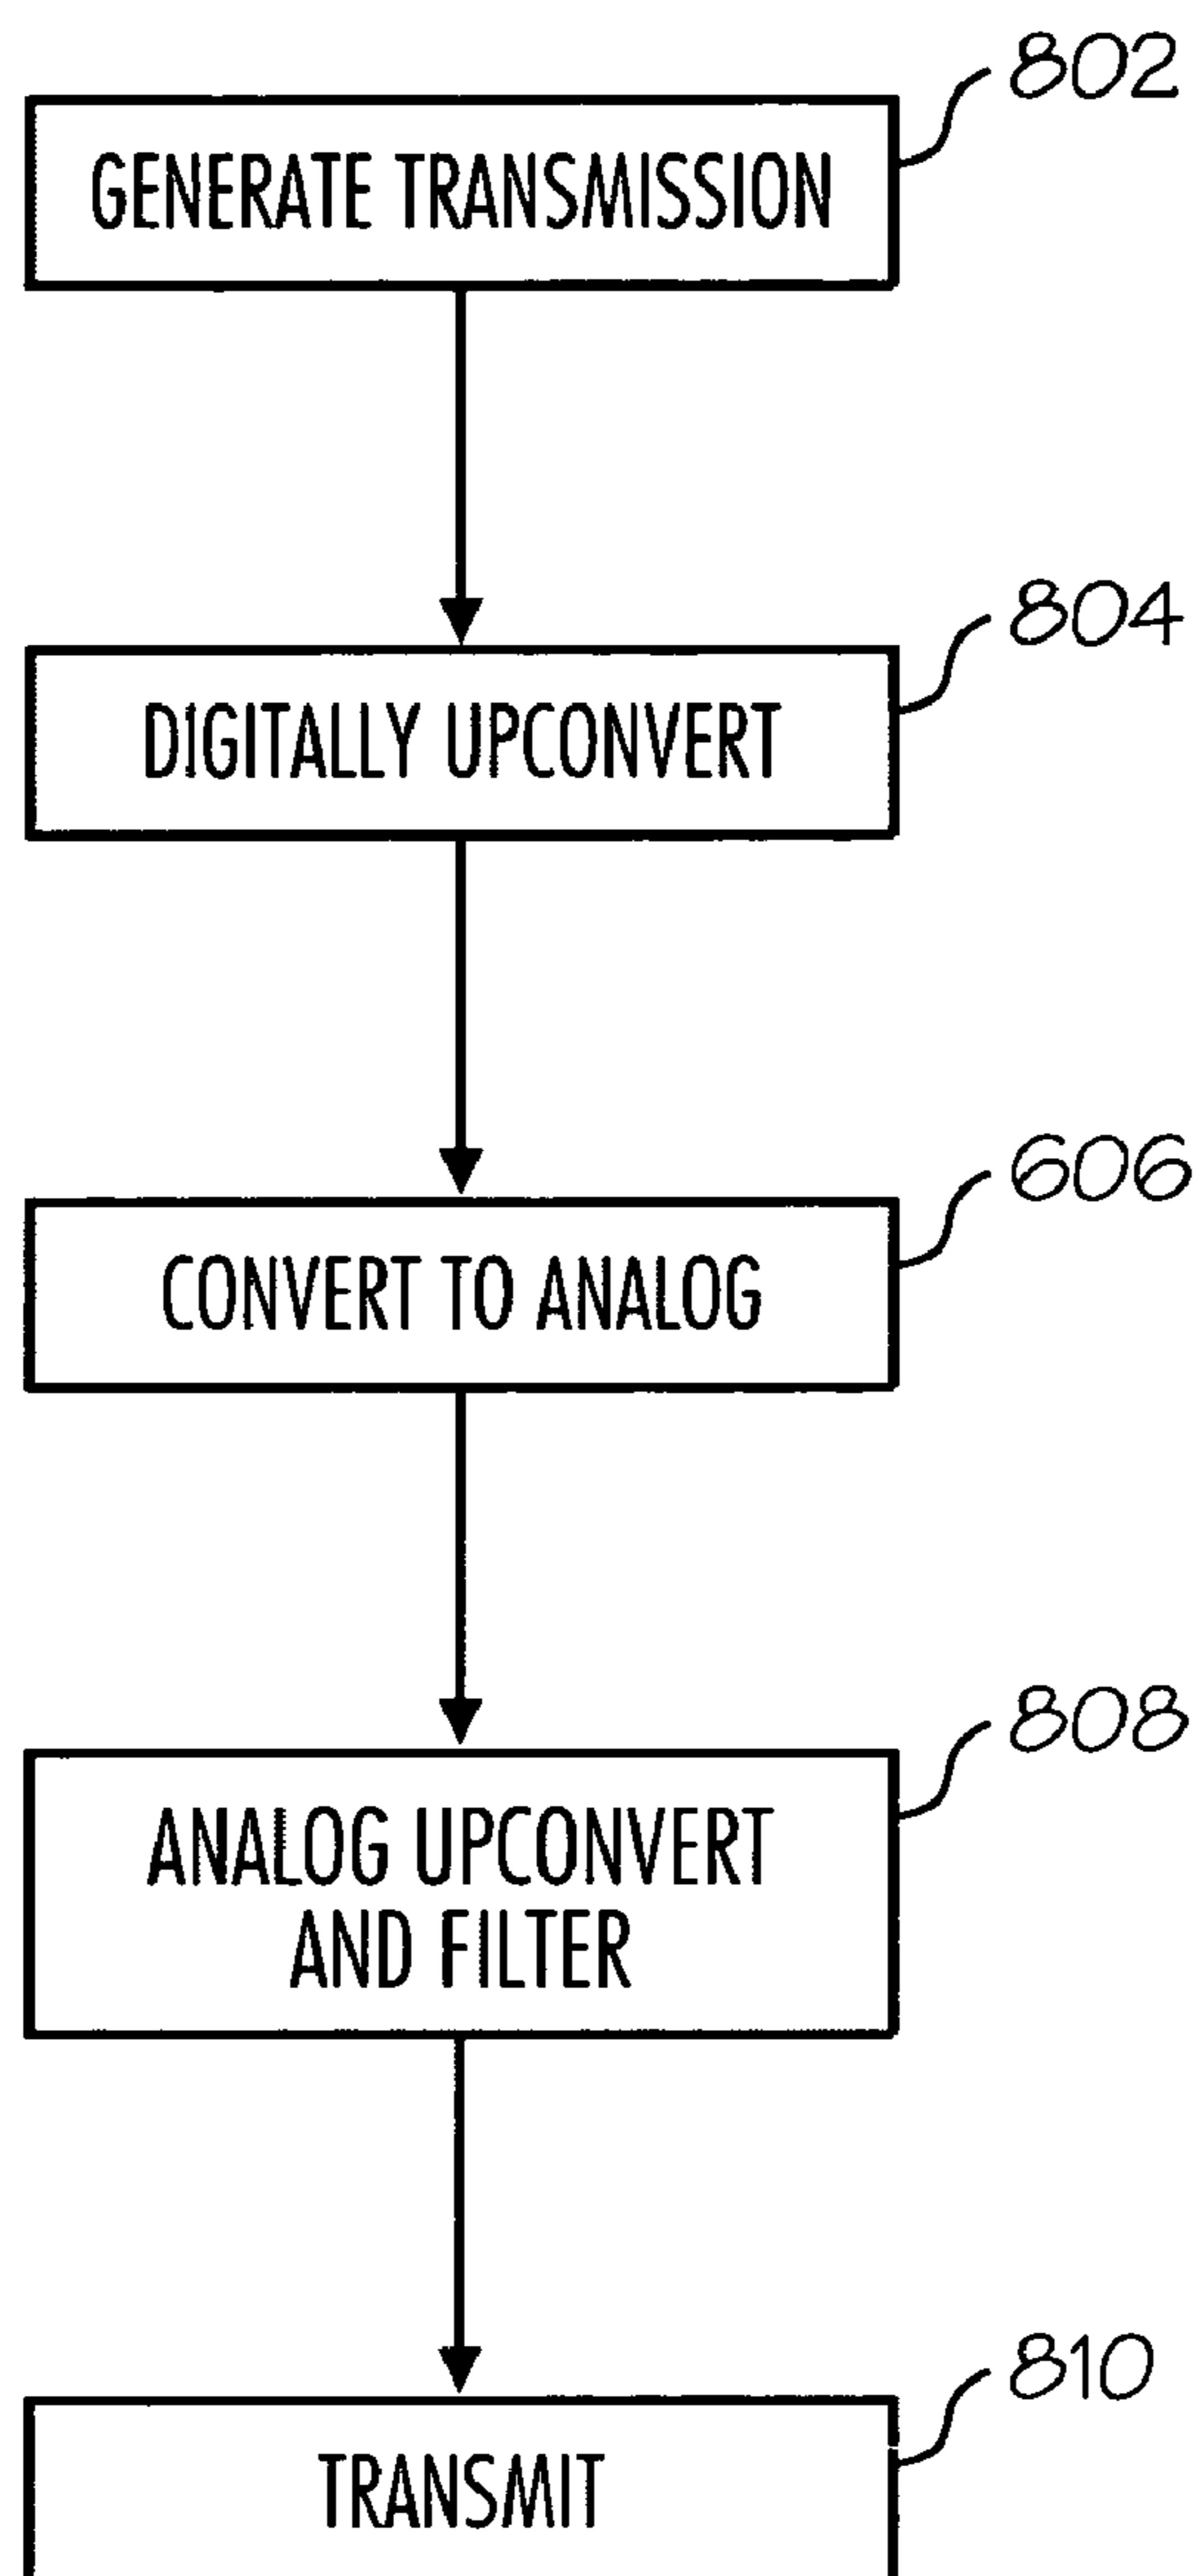 802
GENERATE TRANSMISSION
804
DIGITALLY UPCONVERT
606
CONVERT TO ANALOG
808
ANALOG UPCONVERT
AND FILTER
810
TRANSMIT